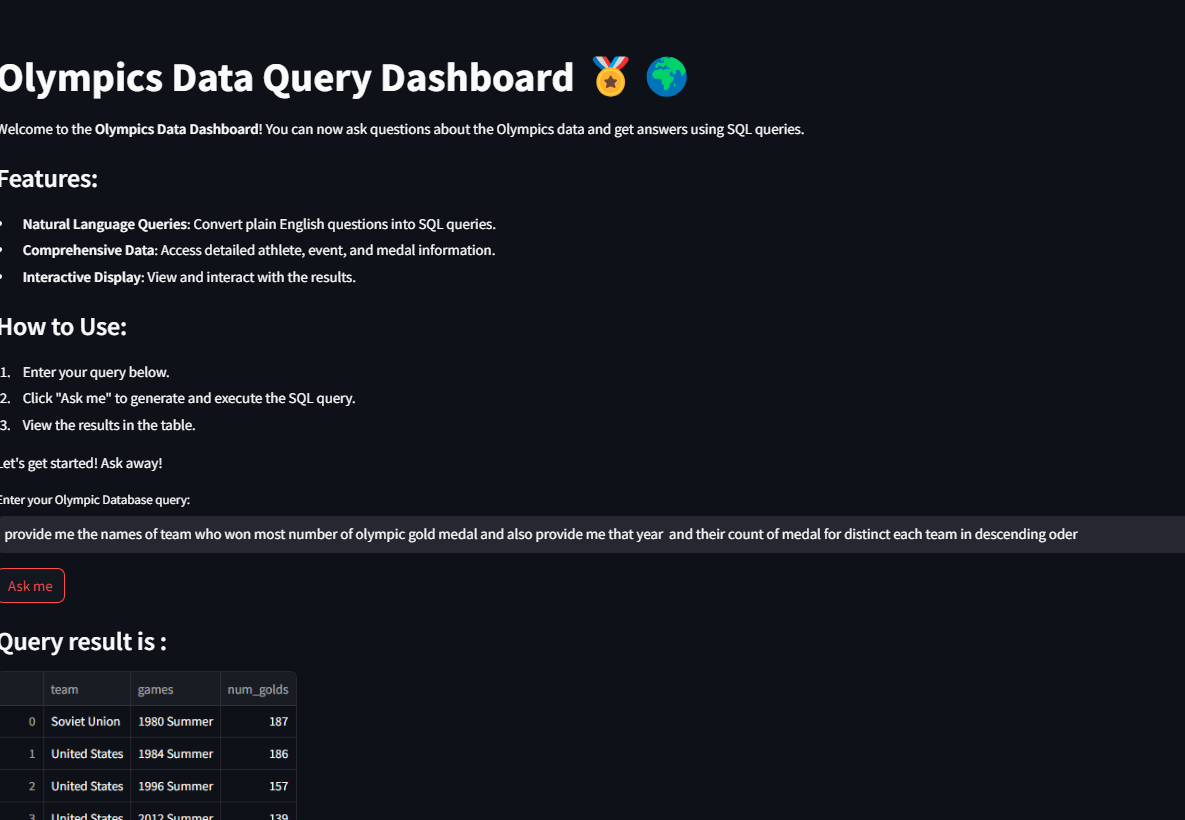 Olympics Data Query Dashboard
Welcome to the Olympics Data Dashboard! You can now ask questions about the Olympics data and get answers using SQL queries.
Features:
Natural Language Queries: Convert plain English questions into SQL queries.
Comprehensive Data: Access detailed athlete, event, and medal information.
Interactive Display: View and interact with the results.
How to Use:
1. Enter your query below.
2. Click "Ask me" to generate and execute the SQL query.
3. View the results in the table.
Let's get started! Ask away!
Enter your Olympic Database query:
provide me the names of team who won most number of olympic gold medal and also provide me that year  and their count of medal for distinct each team in descending oder
Ask me
Query result is :
team games num_golds
0 Soviet Union 1980 Summer 187
1 United States 1984 Summer 186
2 United States 1996 Summer 157
3 United States 2012 Summer 139